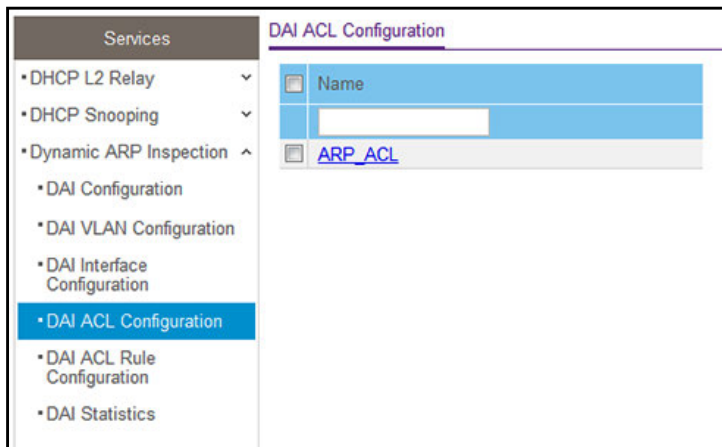 Services
• DHCP L2 Relay
• DHCP Snooping
• Dynamic ARP Inspection
• DAI Configuration
• DAI VLAN Configuration
• DAI Interface
Configuration
• DAI ACL Configuration
• DAI ACL Rule
Configuration
• DAI Statistics
DAI ACL Configuration
Name
ARP_ACL